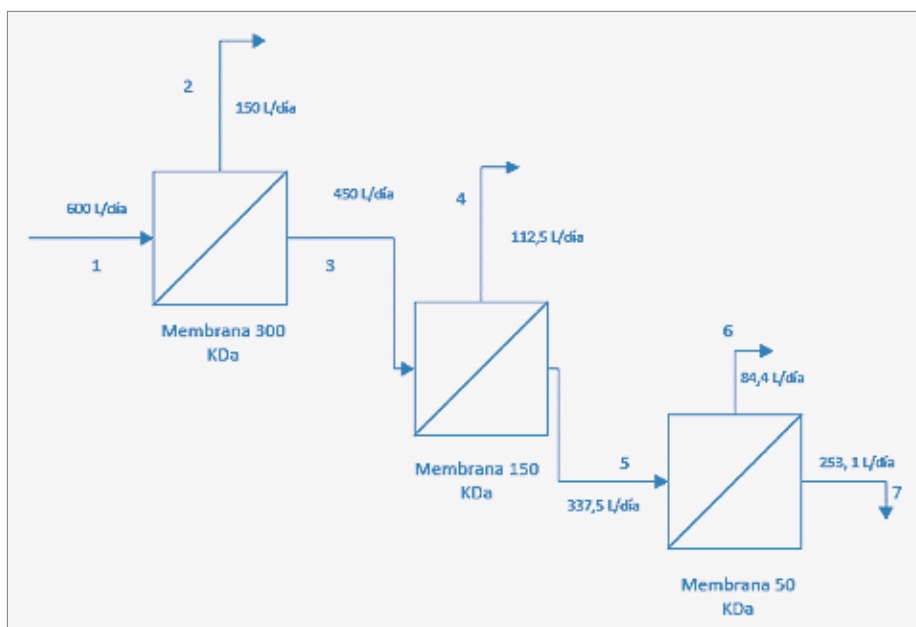 2
150 L/día
600 L/día
1
450 L/día
3
Membrana 300
KDa
4
112,5 L/día
Membrana 150
KDa
5
337,5 L/día
6
84,4 L/día
253, 1 L/día
7
Membrana 50
KDa